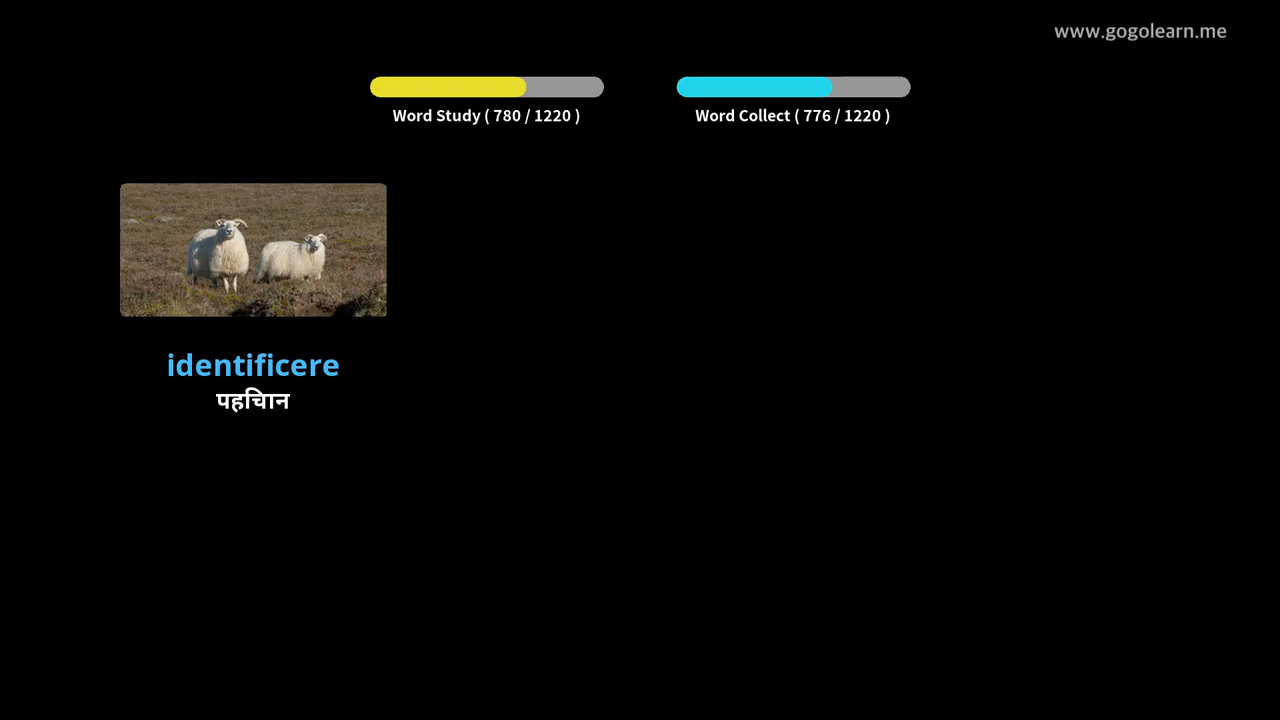 www.gogolearn.me
Word Study ( 780 / 1220 )
Word Collect ( 776 / 1220 )
identificere
पहचिान